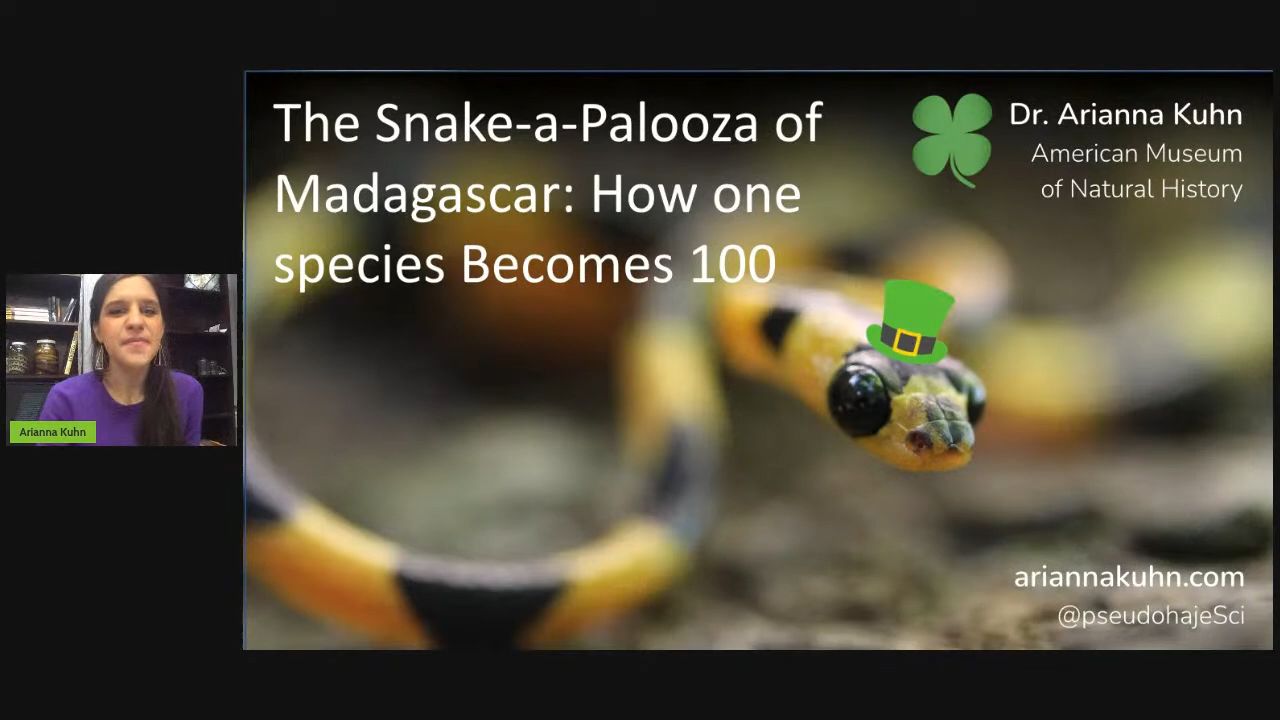 The Snake-a-Palooza of
Madagascar: How one
species Becomes 100
Dr. Arianna Kuhn
American Museum
of Natural History
Arianna Kuhn
ariannakuhn.com
@pseudohajeSci